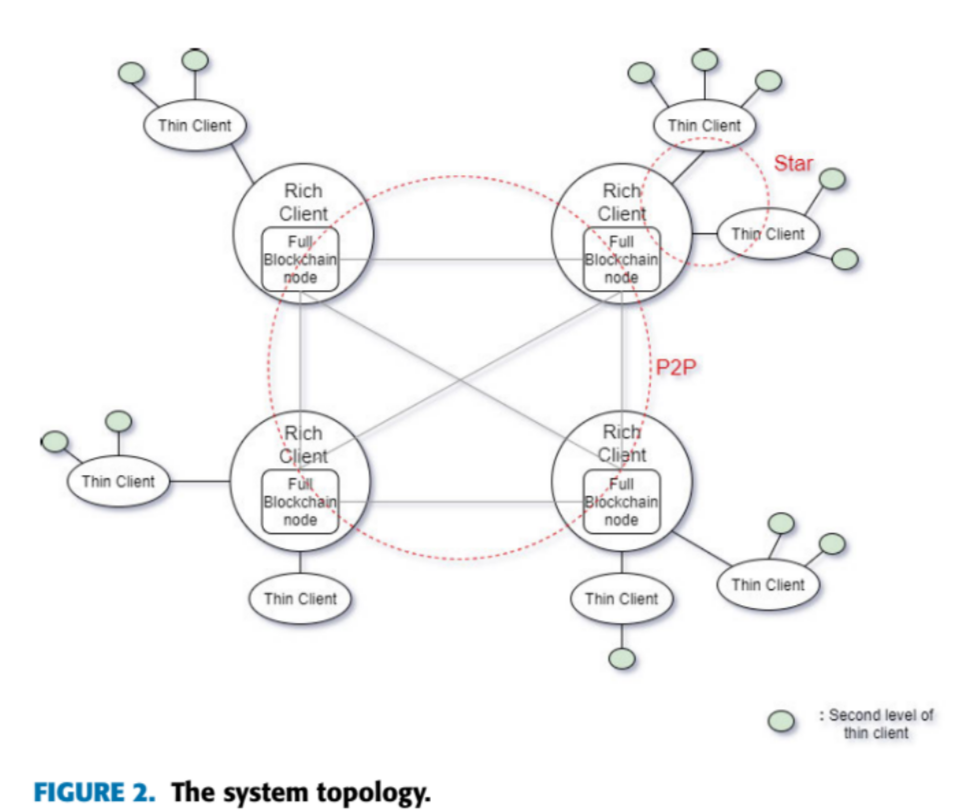 Thin Client
Thin Client
Star
Rich
Client
Full
Blockchain
node
Rich
Client
Full
Blockchain
node
Thin Client
P2P
Rich
Client
Full
Blockchain
node
Rich
Client
Full
Blockchain
node
Thin Client
Thin Client
Thin Client
Thin Client
: Second level of
thin client
FIGURE 2. The system topology.